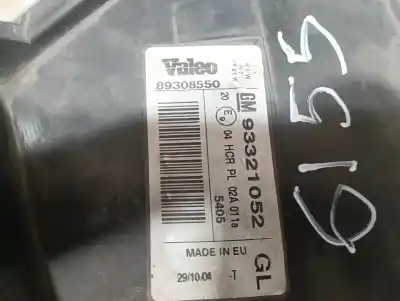 Valeo
89308550
GM 93321052
20 E9 04 HCR PL 02A 011a
5405
MADE IN EU
GL
29/10/04 -T
6155